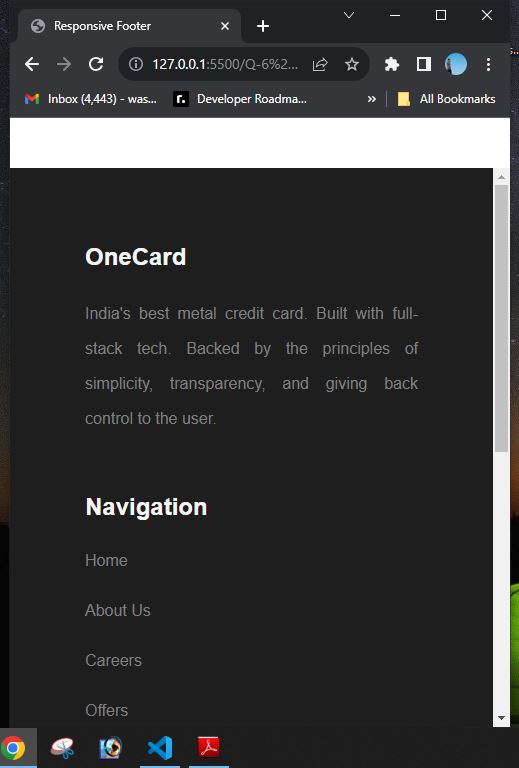 Responsive Footer
127.0.0.1:5500/Q-6%2...
Inbox (4,443) - was...
Developer Roadma...
»
All Bookmarks
OneCard
India's best metal credit card. Built with full-
stack tech. Backed by the principles of
simplicity, transparency, and giving back
control to the user.
Navigation
Home
About Us
Careers
Offers